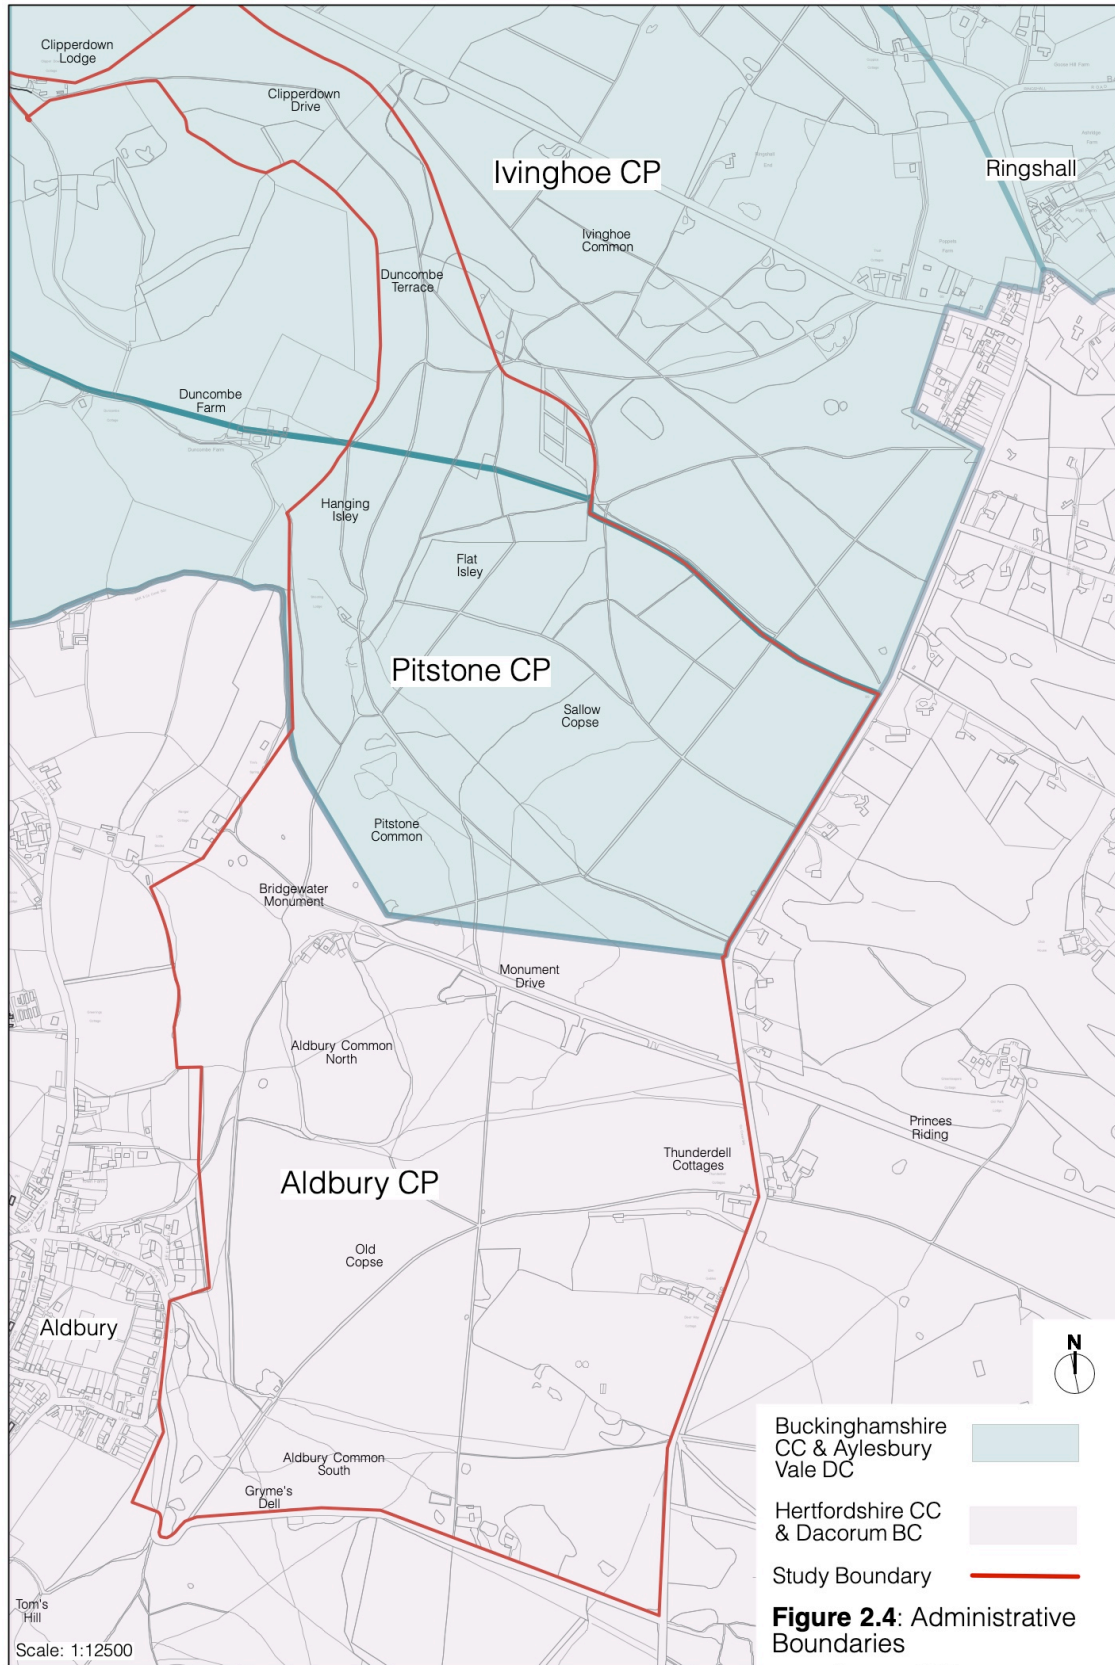 Clipperdown
Lodge
Clipperdown
Drive
Ivinghoe CP
Ringshall
Ivinghoe
Common
Duncombe
Terrace
Duncombe
Farm
Hanging
Isley
Flat
Isley
Pitstone CP
Sallow
Copse
Pitstone
Common
Bridgewater
Monument
Monument
Drive
Aldbury Common
North
Princes
Riding
Thunderdell
Cottages
Aldbury CP
Old
Copse
Aldbury
N
Buckinghamshire
CC & Aylesbury
Vale DC
Aldbury Common
South
Gryme's
Dell
Hertfordshire CC
& Dacorum BC
Study Boundary
Tom's
Hill
Figure 2.4: Administrative
Boundaries
Scale: 1:12500